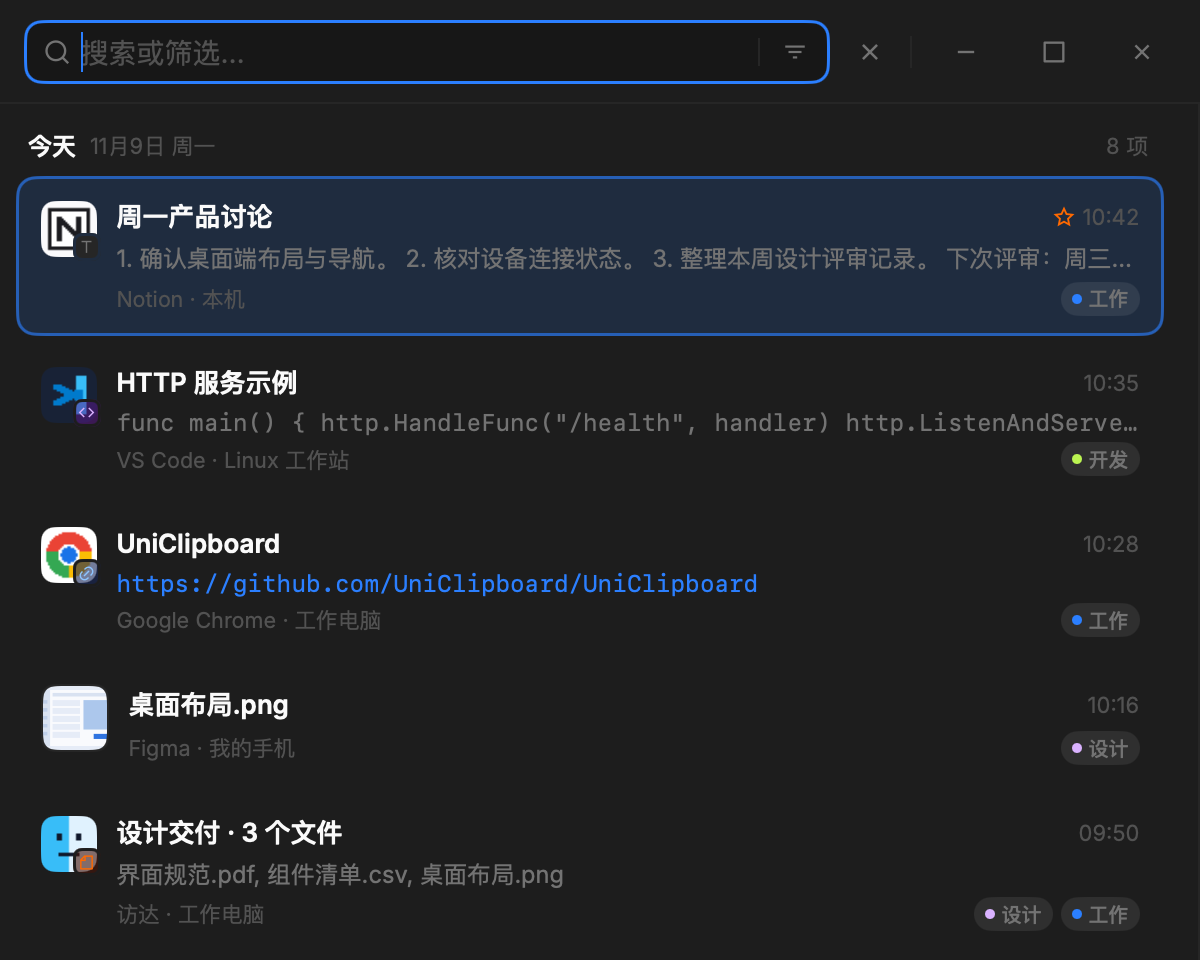 搜索或筛选...
今天 11月9日 周一 8 项
周一产品讨论 10:42
1. 确认桌面端布局与导航。 2. 核对设备连接状态。 3. 整理本周设计评审记录。 下次评审：周三...
Notion · 本机 工作
HTTP 服务示例 10:35
func main() { http.HandleFunc("/health", handler) http.ListenAndServe…
VS Code · Linux 工作站 开发
UniClipboard 10:28
https://github.com/UniClipboard/UniClipboard
Google Chrome · 工作电脑 工作
桌面布局.png 10:16
Figma · 我的手机 设计
设计交付 · 3 个文件 09:50
界面规范.pdf, 组件清单.csv, 桌面布局.png
访达 · 工作电脑 设计 工作